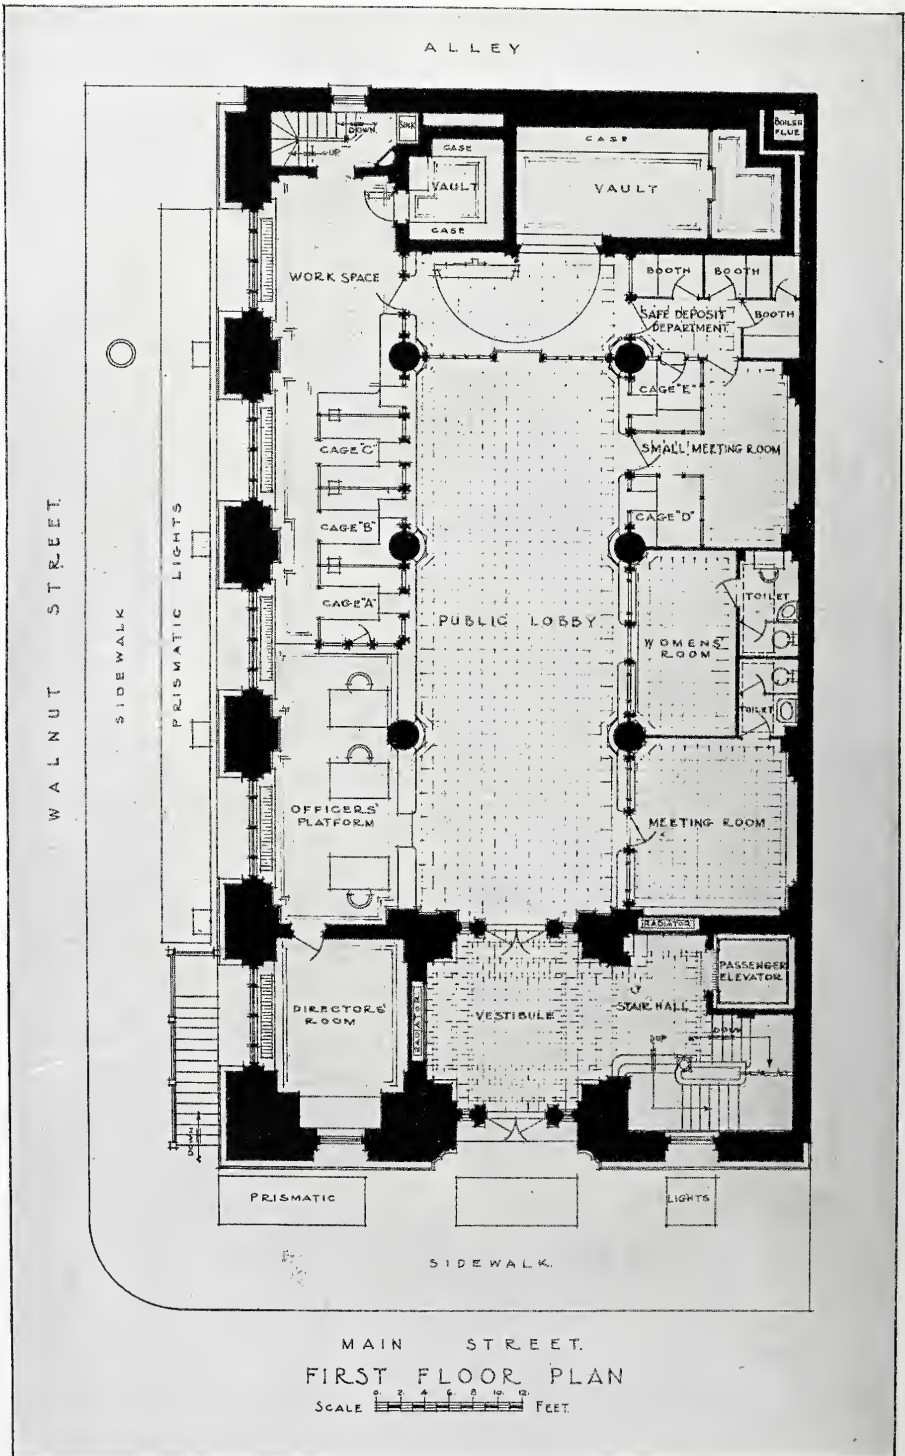 ALLEY
DOWN
UP
SINK
CASE
VAULT
CASE
CASE
VAULT
BOILER
FLUE
WORK SPACE
BOOTH
BOOTH
SAFE DEPOSIT
DEPARTMENT
BOOTH
CAGE "E"
SMALL MEETING ROOM
CAGE "D"
CAGE "C"
CAGE "B"
CAGE "A"
PUBLIC LOBBY
WOMENS'
ROOM
TOILET
TOILET
WALNUT STREET.
SIDEWALK
PRISMATIC LIGHTS
OFFICERS'
PLATFORM
MEETING ROOM
RADIATOR
PASSENGER
ELEVATOR
DIRECTORS'
ROOM
RADIATOR
VESTIBULE
STAIR HALL
UP
DOWN
DOWN
PRISMATIC
LIGHTS
SIDEWALK.
MAIN STREET.
FIRST FLOOR PLAN
0. 2. 4. 6. 8. 10. 12.
SCALE FEET.